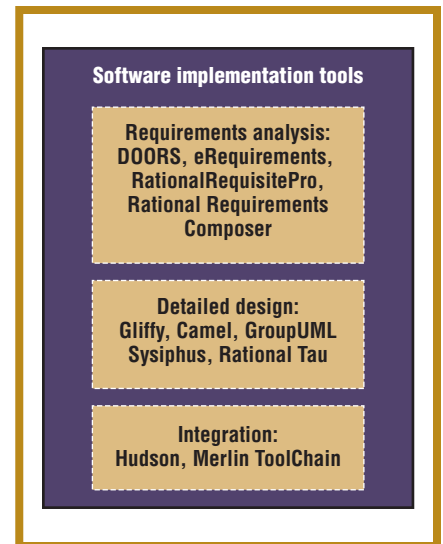 Software implementation tools
Requirements analysis:
DOORS, eRequirements,
RationalRequisitePro,
Rational Requirements
Composer
Detailed design:
Gliffy, Camel, GroupUML
Sysiphus, Rational Tau
Integration:
Hudson, Merlin ToolChain